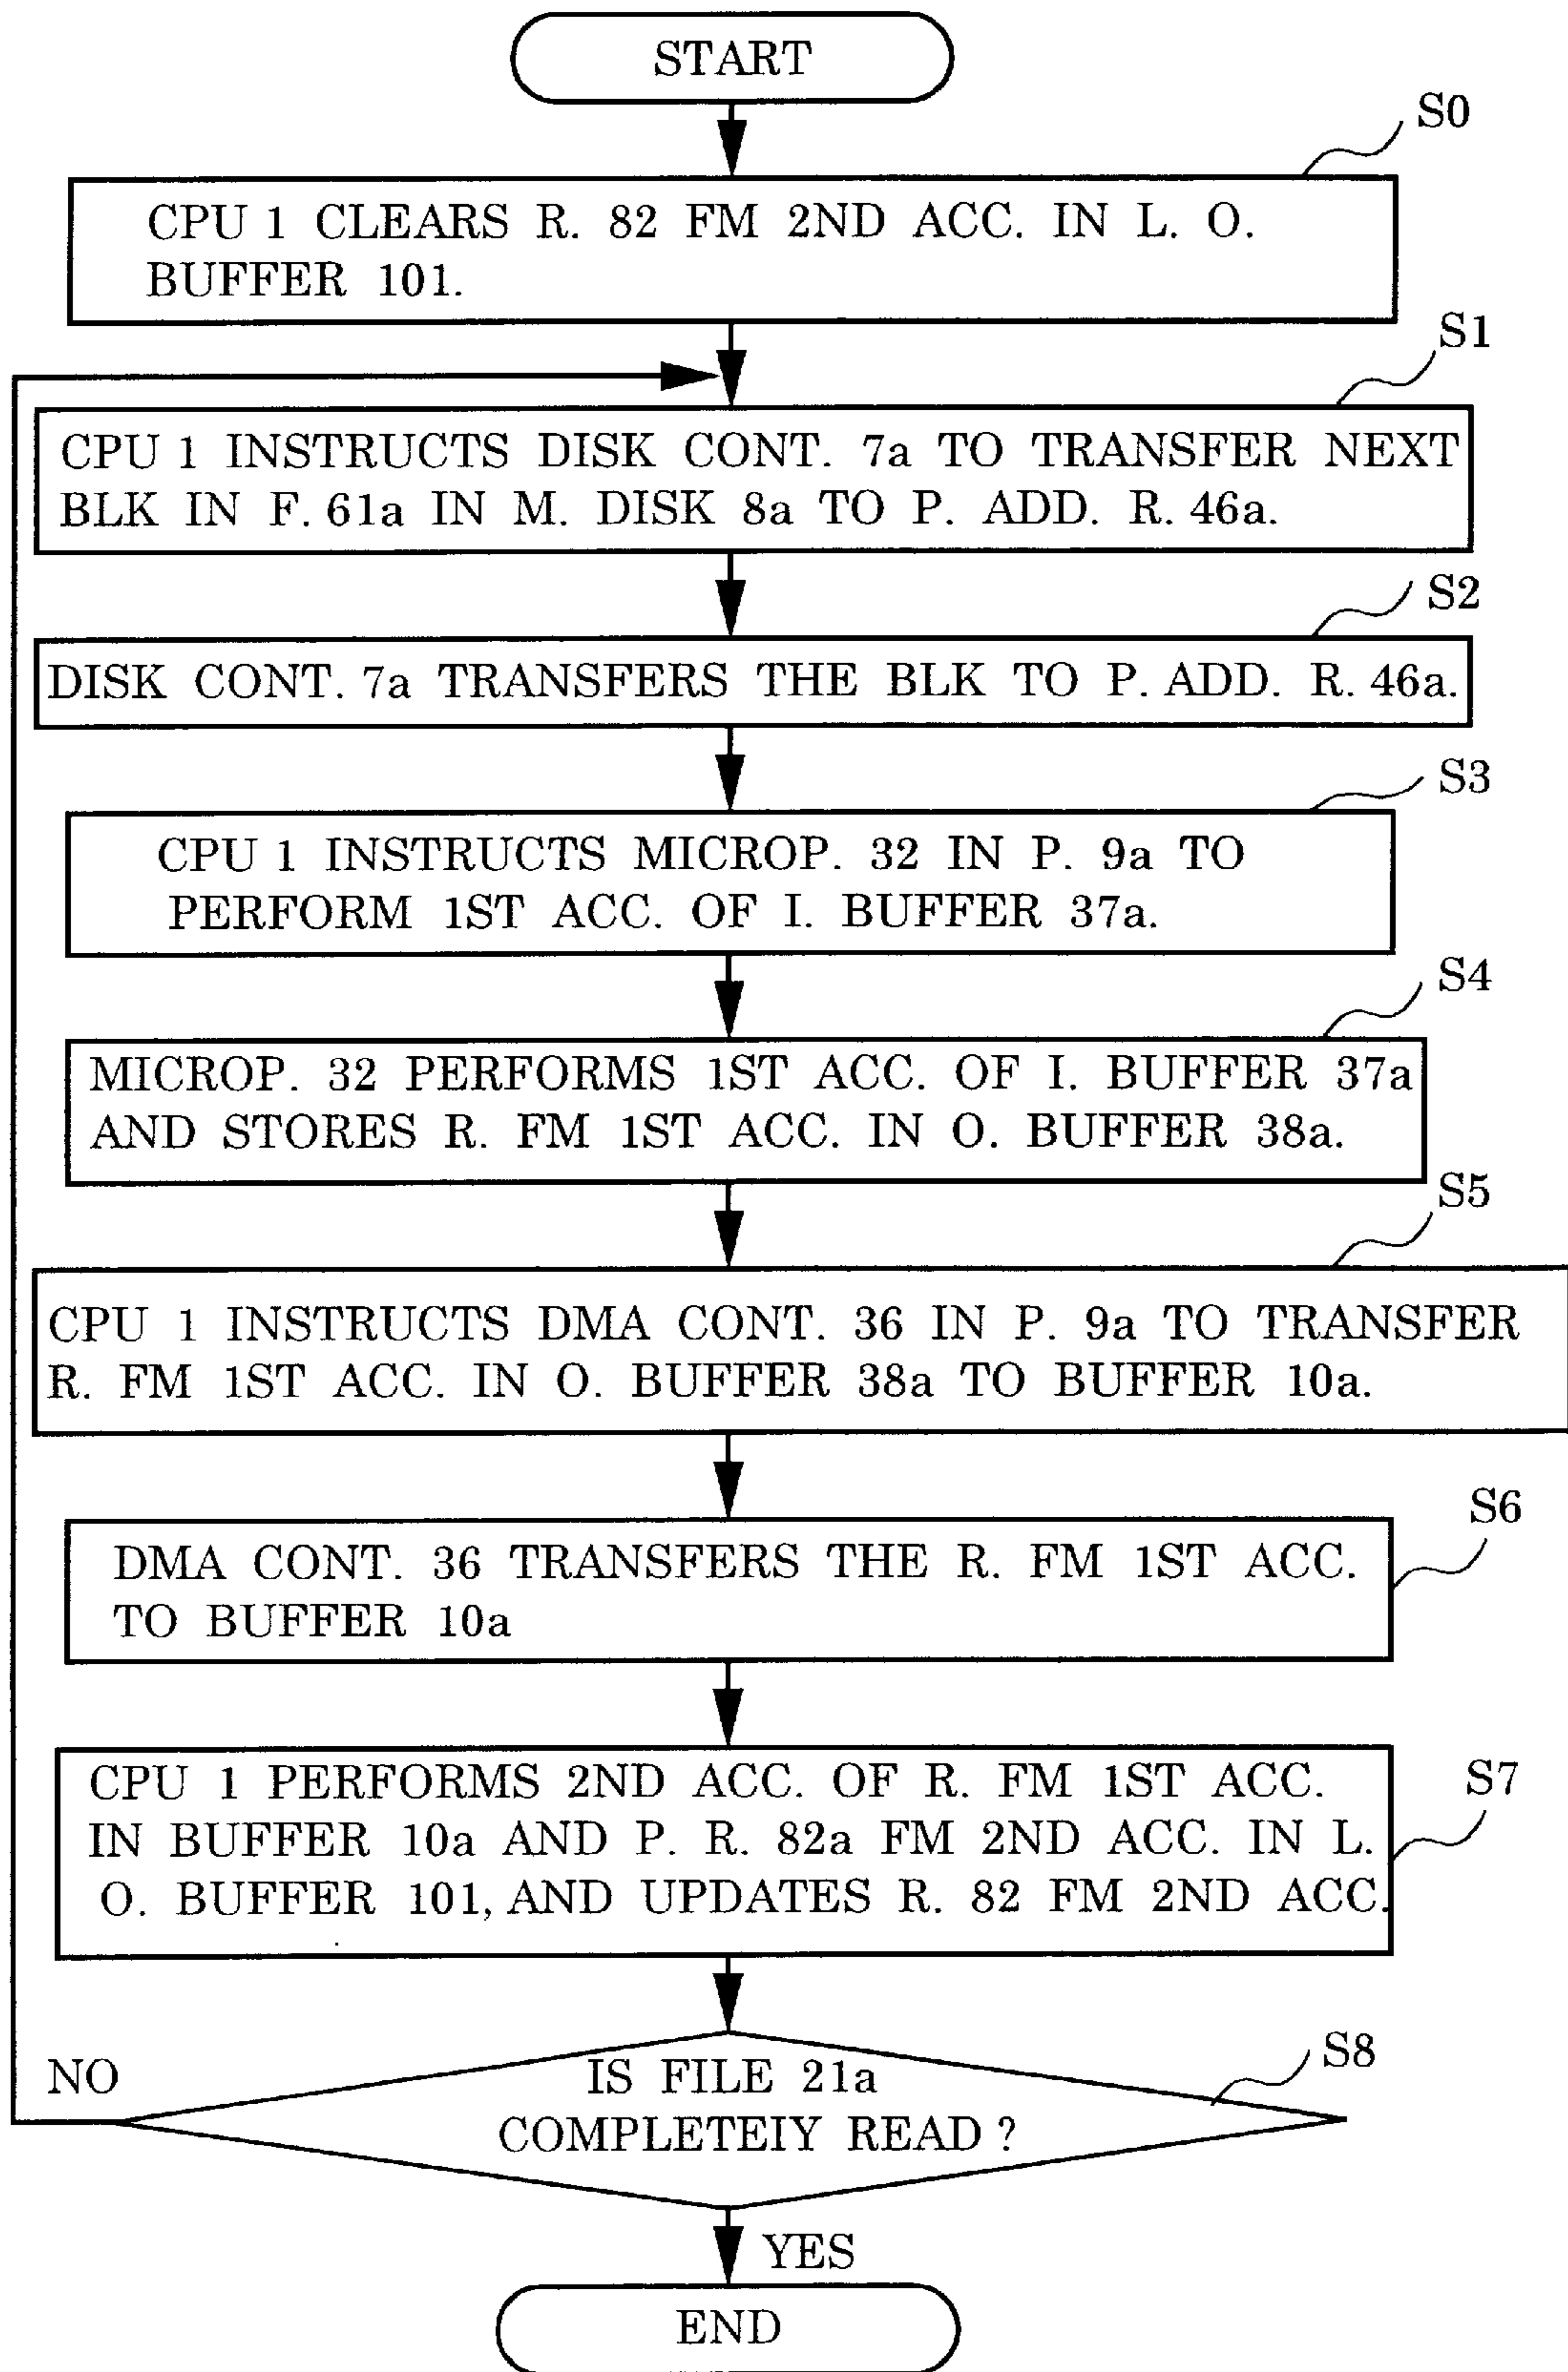 START
S0
CPU 1 CLEARS R. 82 FM 2ND ACC. IN L. O.
BUFFER 101.
S1
CPU 1 INSTRUCTS DISK CONT. 7a TO TRANSFER NEXT
BLK IN F. 61a IN M. DISK 8a TO P. ADD. R. 46a.
S2
DISK CONT. 7a TRANSFERS THE BLK TO P. ADD. R. 46a.
S3
CPU 1 INSTRUCTS MICROP. 32 IN P. 9a TO
PERFORM 1ST ACC. OF I. BUFFER 37a.
S4
MICROP. 32 PERFORMS 1ST ACC. OF I. BUFFER 37a
AND STORES R. FM 1ST ACC. IN O. BUFFER 38a.
S5
CPU 1 INSTRUCTS DMA CONT. 36 IN P. 9a TO TRANSFER
R. FM 1ST ACC. IN O. BUFFER 38a TO BUFFER 10a.
S6
DMA CONT. 36 TRANSFERS THE R. FM 1ST ACC.
TO BUFFER 10a
S7
CPU 1 PERFORMS 2ND ACC. OF R. FM 1ST ACC.
IN BUFFER 10a AND P. R. 82a FM 2ND ACC. IN L.
O. BUFFER 101, AND UPDATES R. 82 FM 2ND ACC.
S8
NO
IS FILE 21a
COMPLETEIY READ ?
YES
END